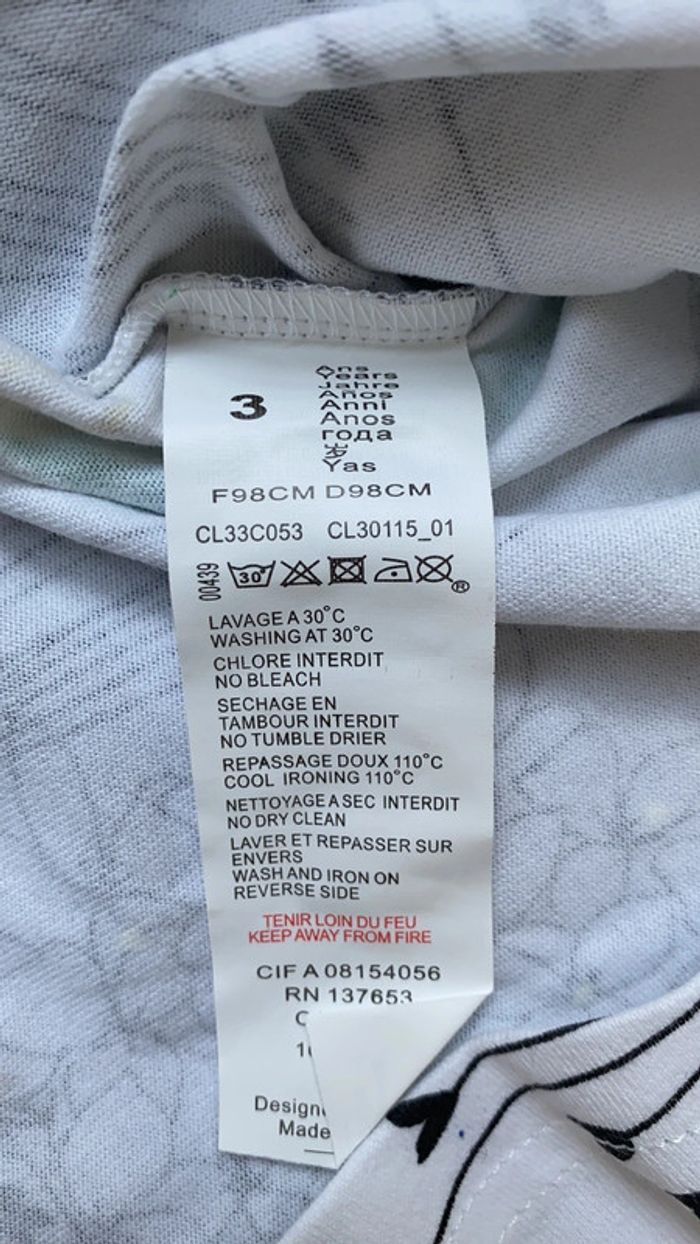 3
Ans
Years
Jahre
Años
Anni
Anos
года
Yas
F98CM D98CM
CL33C053 CL30115_01
00439
30°
LAVAGE A 30°C
WASHING AT 30°C
CHLORE INTERDIT
NO BLEACH
SECHAGE EN
TAMBOUR INTERDIT
NO TUMBLE DRIER
REPASSAGE DOUX 110°C
COOL IRONING 110°C
NETTOYAGE A SEC INTERDIT
NO DRY CLEAN
LAVER ET REPASSER SUR
ENVERS
WASH AND IRON ON
REVERSE SIDE
TENIR LOIN DU FEU
KEEP AWAY FROM FIRE
CIF A 08154056
RN 137653
Made